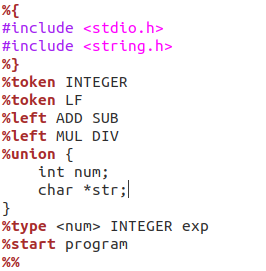 %{
#include <stdio.h>
#include <string.h>
%}
%token INTEGER
%token LF
%left ADD SUB
%left MUL DIV
%union {
    int num;
    char *str;
}
%type <num> INTEGER exp
%start program
%%